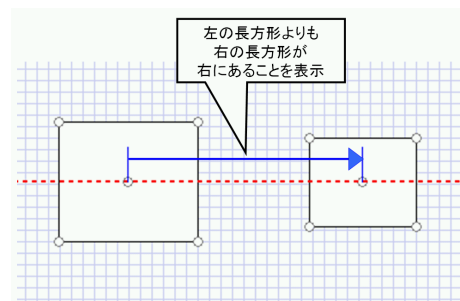 左の長方形よりも
右の長方形が
右にあることを表示